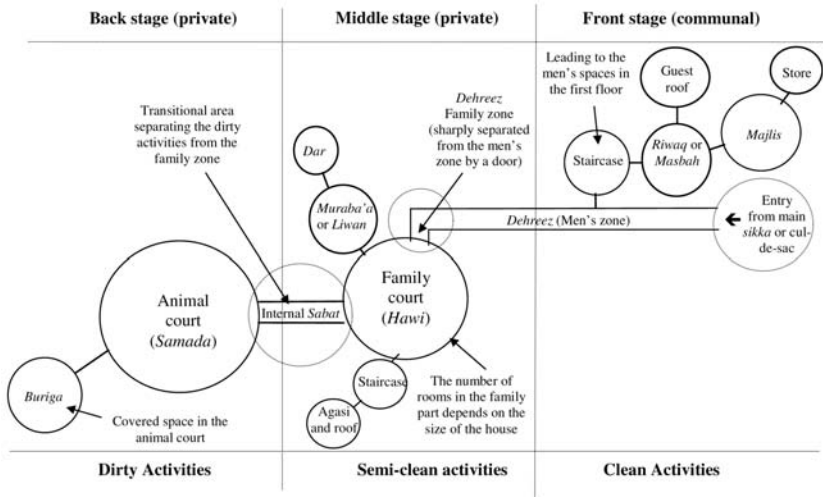 Back stage (private)
Middle stage (private)
Front stage (communal)
Transitional area
separating the dirty
activities from the
family zone
Dehreez
Family zone
(sharply separated
from the men's
zone by a door)
Leading to the
men's spaces in
the first floor
Guest
roof
Store
Majlis
Riwaq or
Masbah
Staircase
Dar
Muraba'a
or Liwan
Dehreez (Men's zone)
Entry
from main
sikka or cul-
de-sac
Animal
court
(Samada)
Internal Sabat
Family
court
(Hawi)
Buriga
Covered space in the
animal court
Staircase
Agasi
and roof
The number of
rooms in the family
part depends on the
size of the house
Dirty Activities
Semi-clean activities
Clean Activities